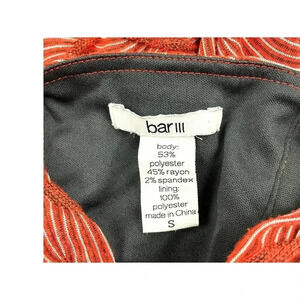 bar III
body:
53%
polyester
45% rayon
2% spandex
lining:
100%
polyester
made in China
S